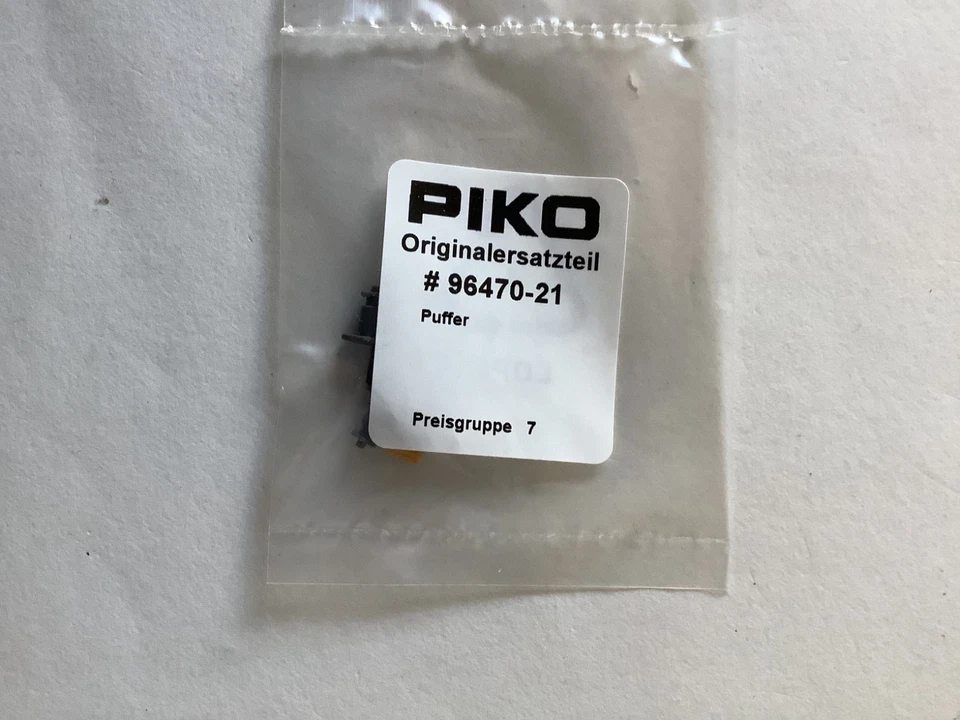 PIKO
Originalersatzteil
# 96470-21
Puffer
Preisgruppe 7